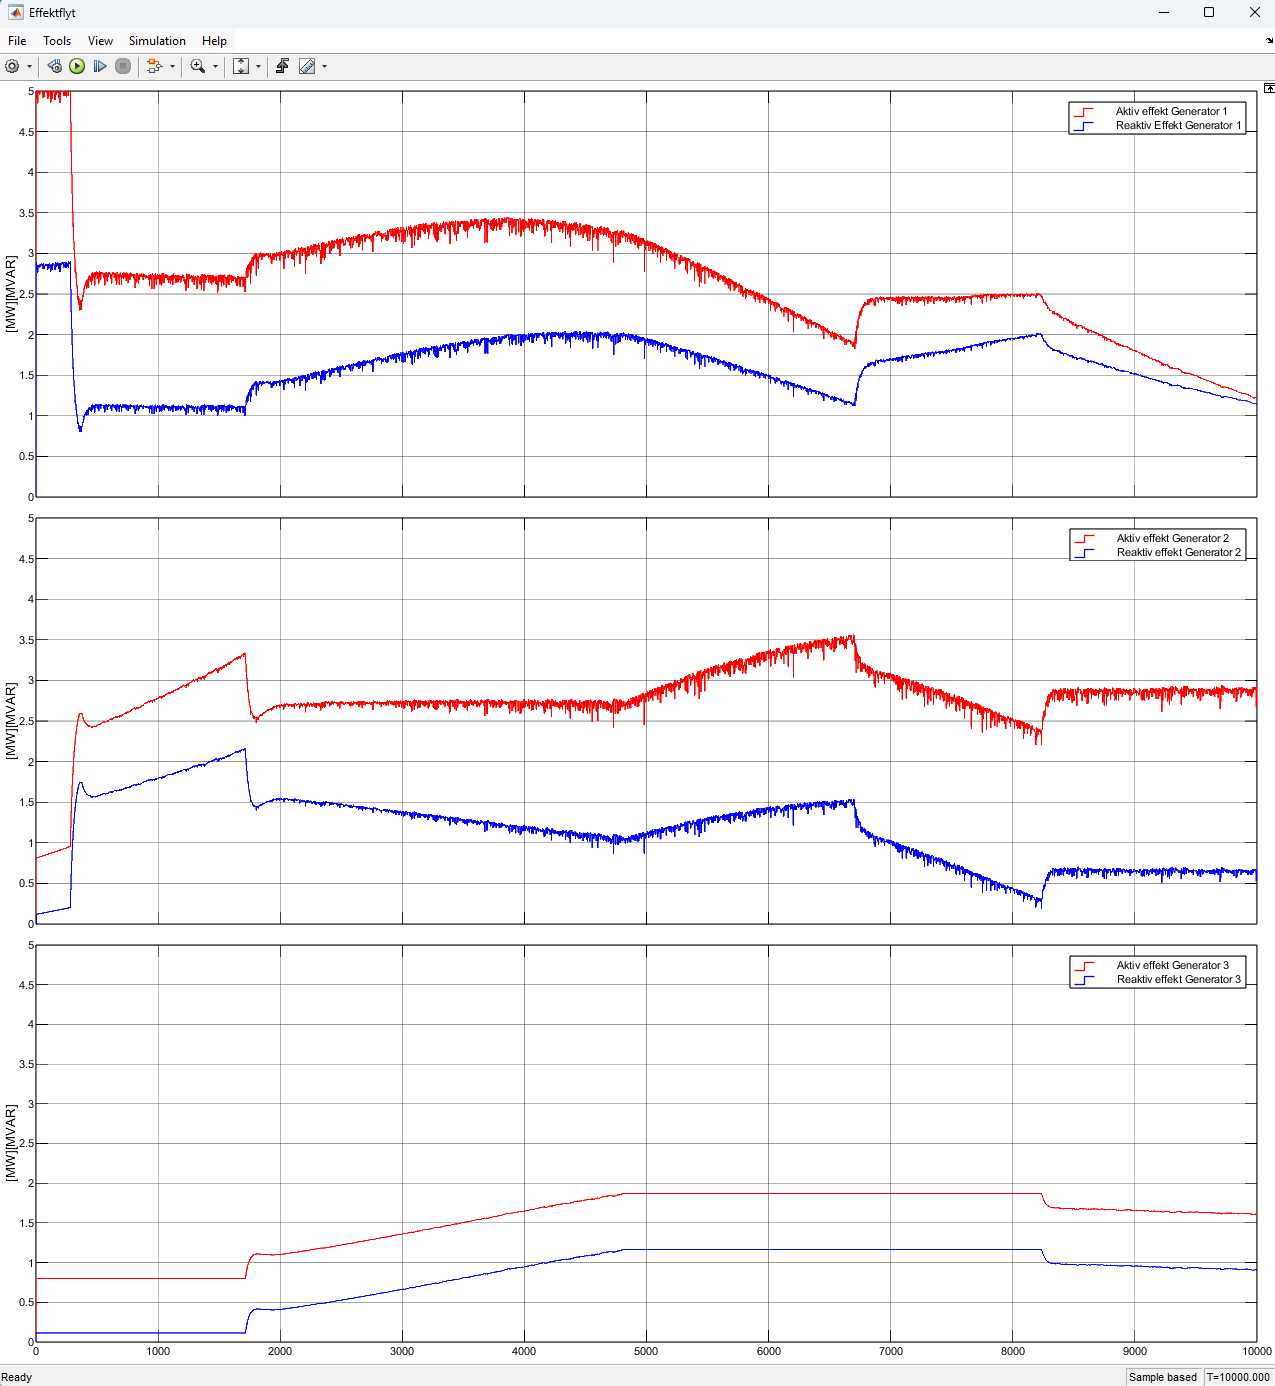 Effektflyt
File Tools View Simulation Help
5
4.5
4
3.5
3
2.5
2
1.5
1
0.5
0
[MW][MVAR]
Aktiv effekt Generator 1
Reaktiv Effekt Generator 1
5
4.5
4
3.5
3
2.5
2
1.5
1
0.5
0
[MW][MVAR]
Aktiv effekt Generator 2
Reaktiv effekt Generator 2
5
4.5
4
3.5
3
2.5
2
1.5
1
0.5
0
[MW][MVAR]
Aktiv effekt Generator 3
Reaktiv effekt Generator 3
0 1000 2000 3000 4000 5000 6000 7000 8000 9000 10000
Ready Sample based T=10000.000